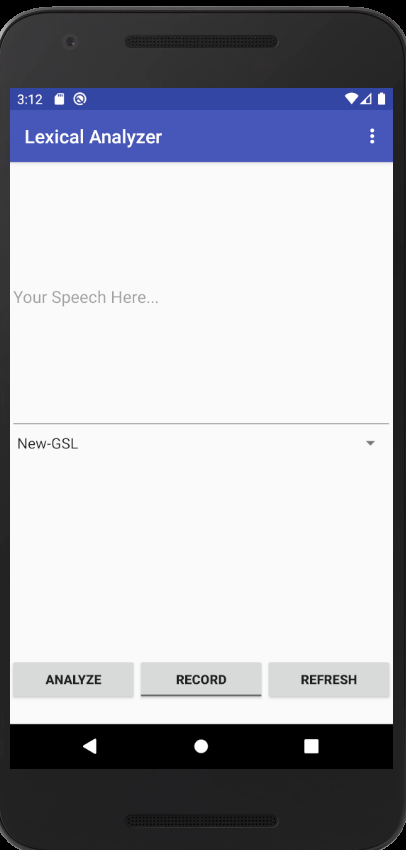 3:12
Lexical Analyzer
Your Speech Here...
New-GSL
ANALYZE RECORD REFRESH